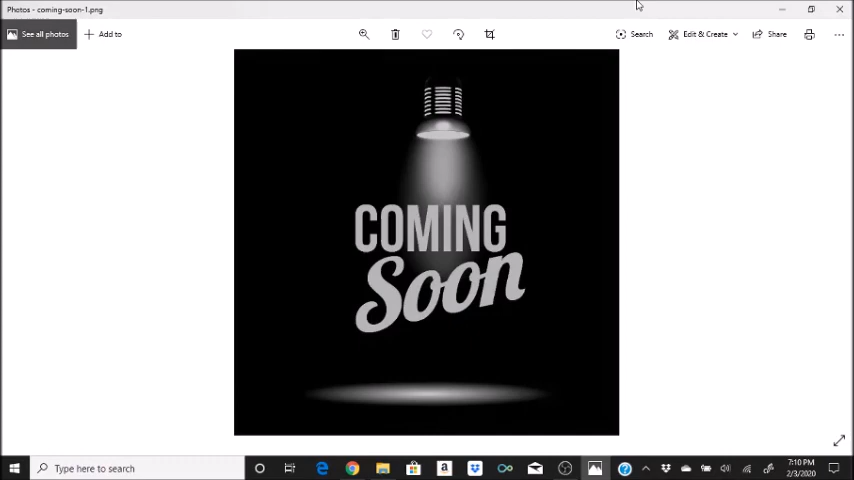 Photos - coming-soon-1.png
See all photos
Add to
Search
Edit & Create
Share
COMING
Soon
Type here to search
7:10 PM
2/3/2020